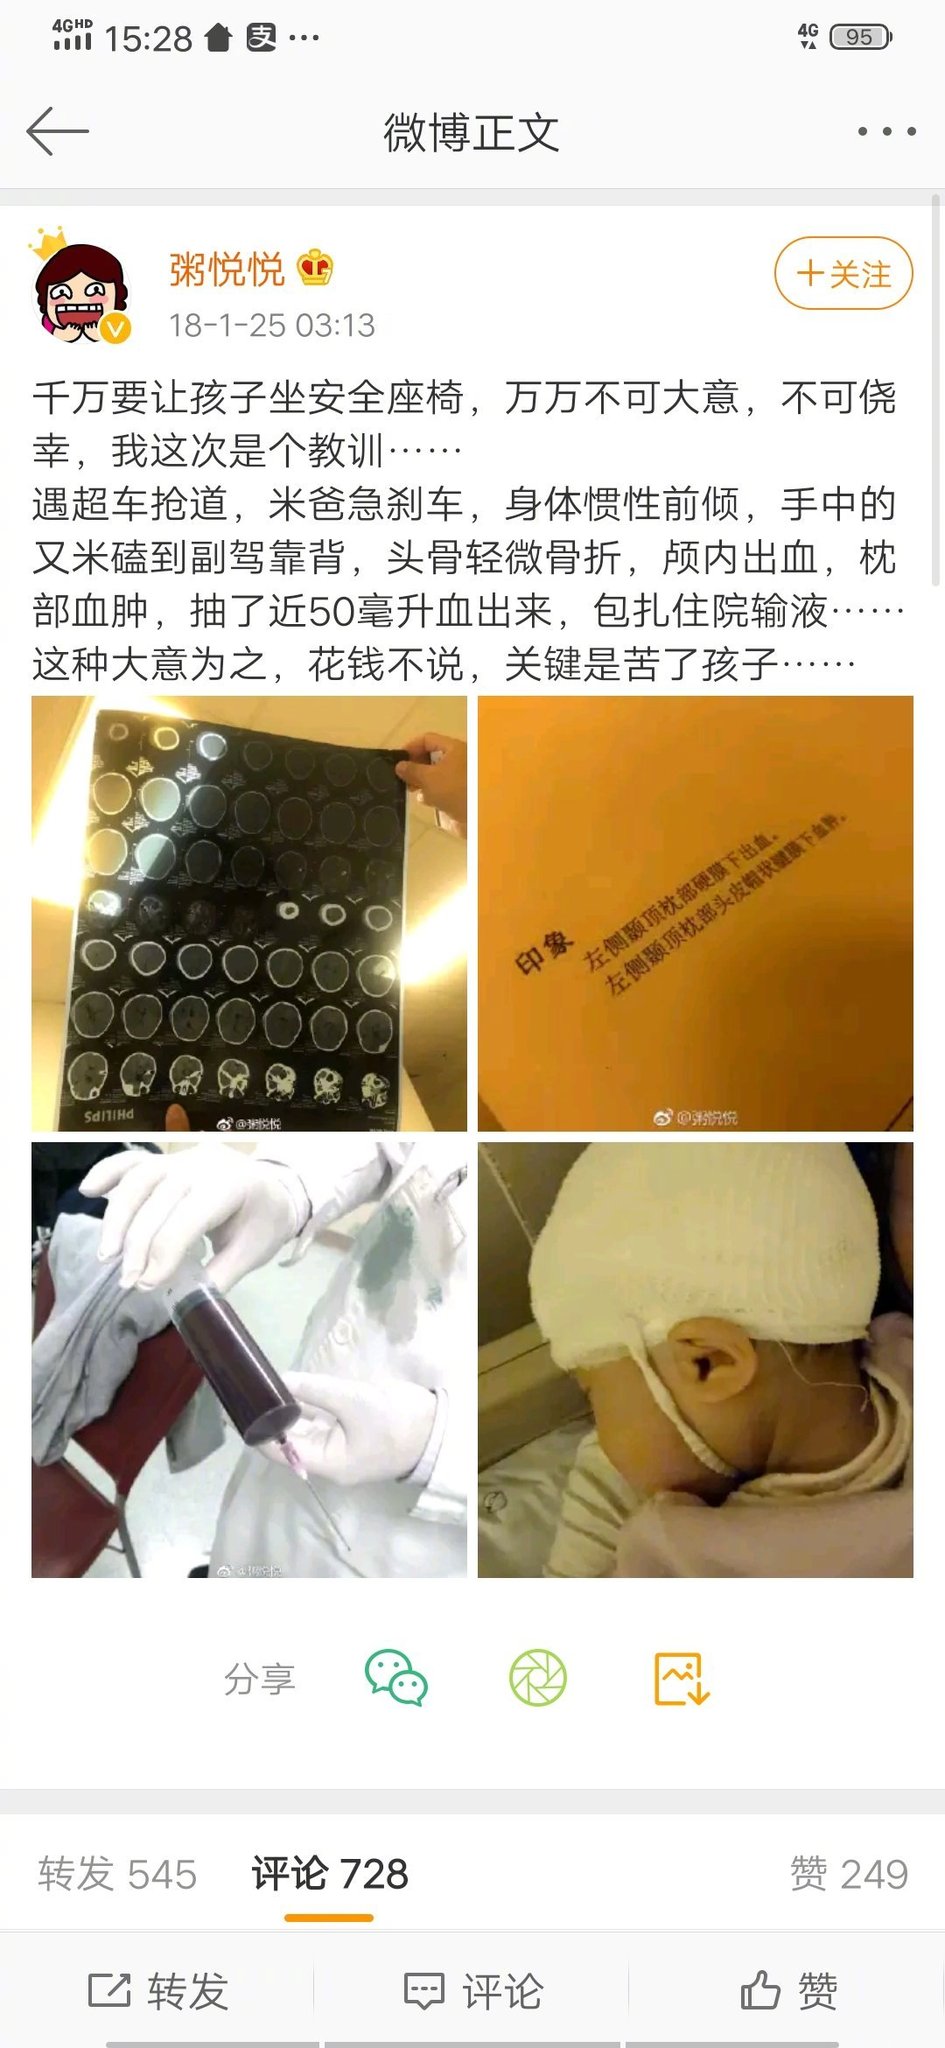 4GHD 15:28 支 ··· 4G 95
微博正文
粥悦悦
18-1-25 03:13
+关注
千万要让孩子坐安全座椅，万万不可大意，不可侥
幸，我这次是个教训……
遇超车抢道，米爸急刹车，身体惯性前倾，手中的
又米磕到副驾靠背，头骨轻微骨折，颅内出血，枕
部血肿，抽了近50毫升血出来，包扎住院输液……
这种大意为之，花钱不说，关键是苦了孩子……
PHILIPS
@粥悦悦
印象
左侧颞顶枕部硬膜下出血。
左侧颞顶枕部头皮帽状腱膜下血肿。
@粥悦悦
@粥悦悦
分享
转发 545 评论 728 赞 249
转发 评论 赞